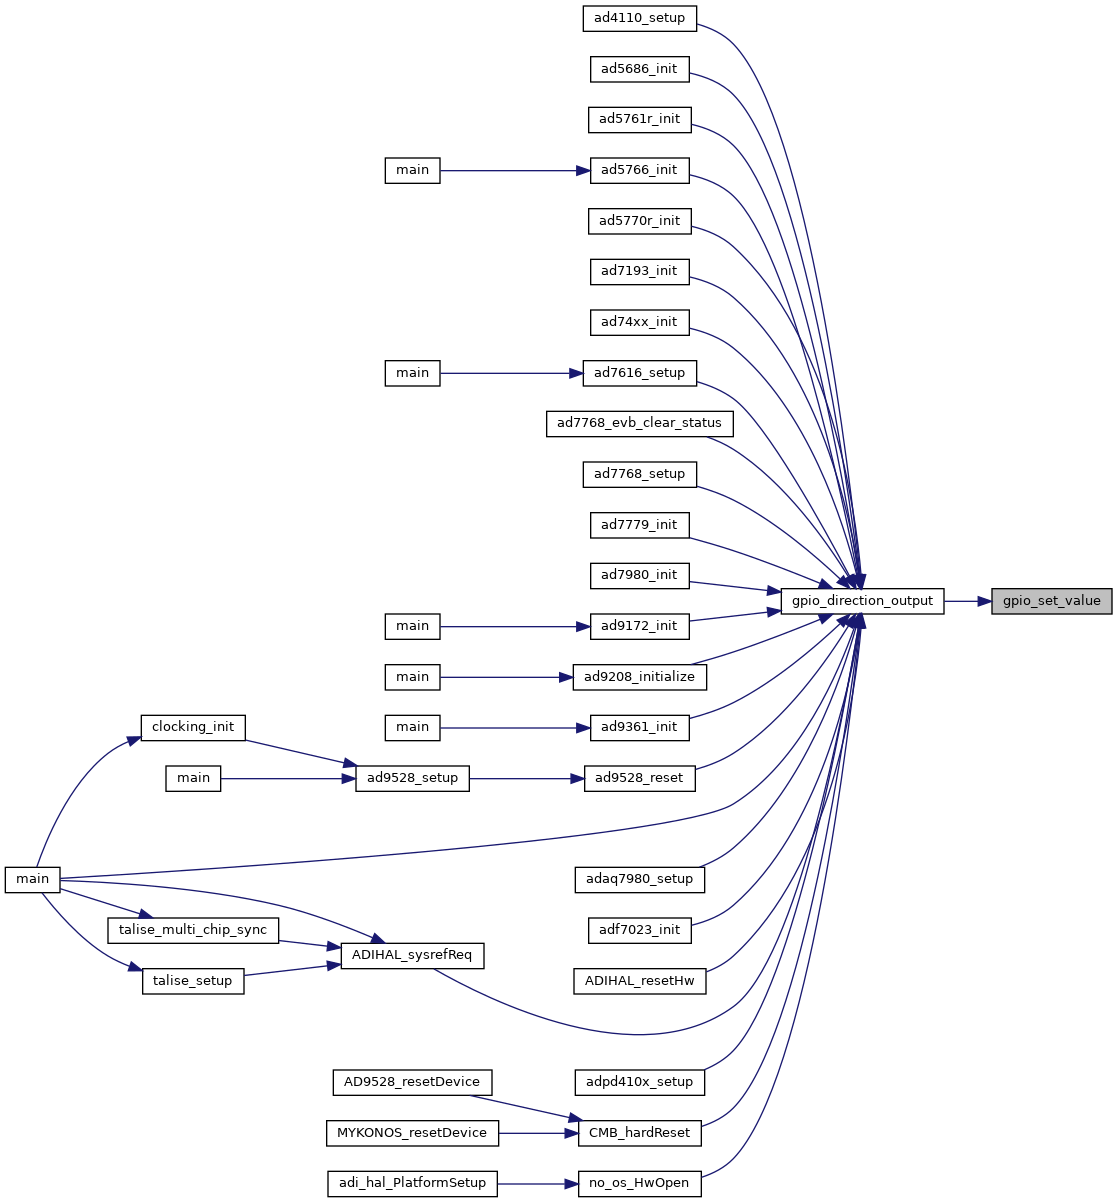 ad4110_setup
ad5686_init
ad5761r_init
main
ad5766_init
ad5770r_init
ad7193_init
ad74xx_init
main
ad7616_setup
ad7768_evb_clear_status
ad7768_setup
ad7779_init
ad7980_init
gpio_direction_output
gpio_set_value
main
ad9172_init
main
ad9208_initialize
clocking_init
main
ad9361_init
main
ad9528_setup
ad9528_reset
main
adaq7980_setup
talise_multi_chip_sync
adf7023_init
ADIHAL_sysrefReq
talise_setup
ADIHAL_resetHw
AD9528_resetDevice
adpd410x_setup
MYKONOS_resetDevice
CMB_hardReset
adi_hal_PlatformSetup
no_os_HwOpen